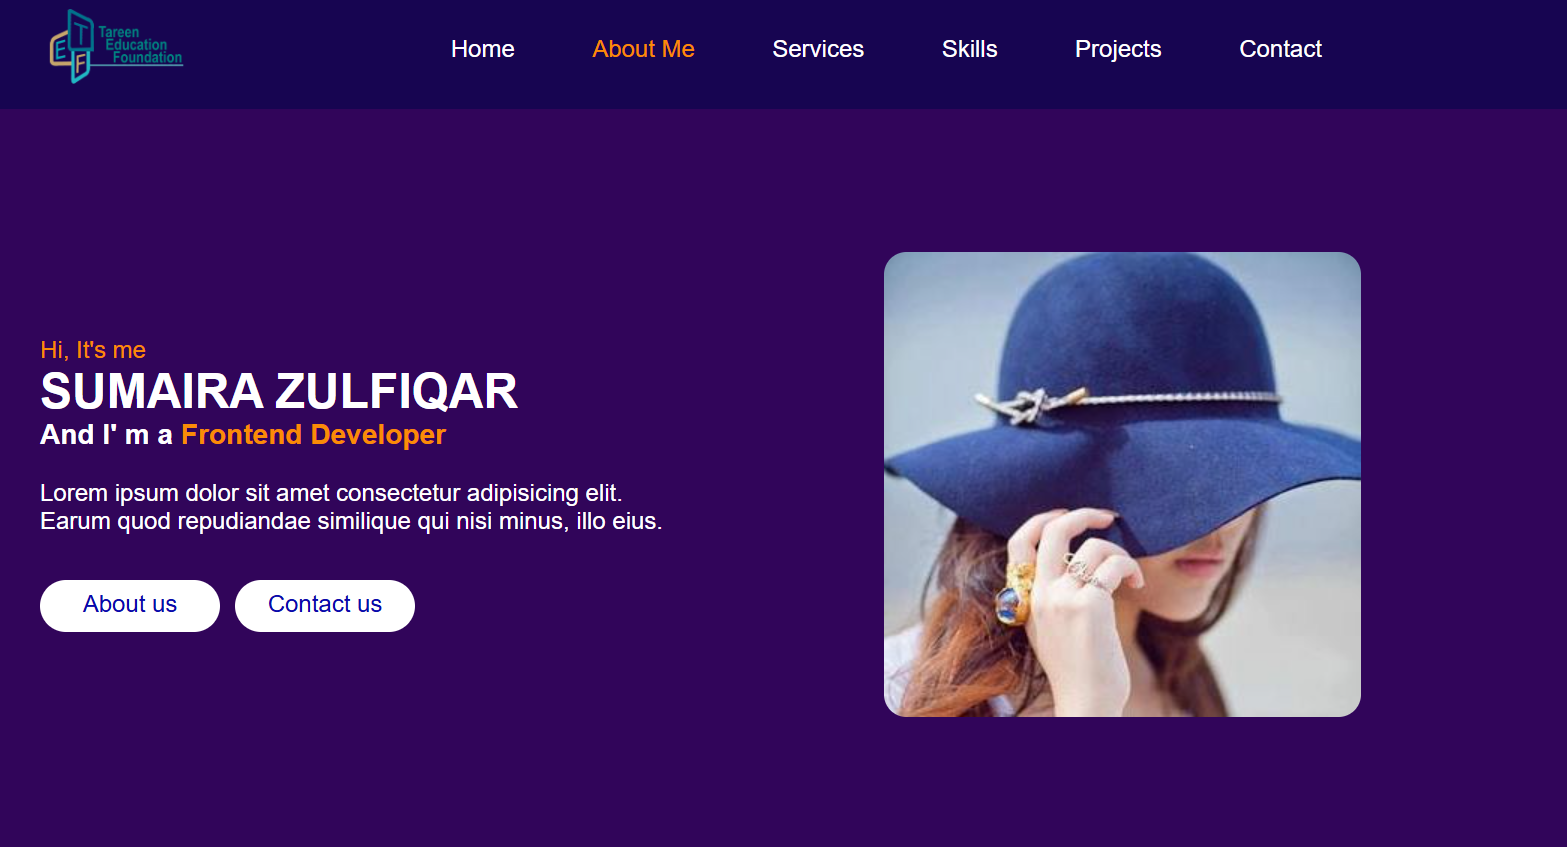 Tareen
Education
Foundation
E T F
Home About Me Services Skills Projects Contact
Hi, It's me
SUMAIRA ZULFIQAR
And I' m a Frontend Developer
Lorem ipsum dolor sit amet consectetur adipisicing elit.
Earum quod repudiandae similique qui nisi minus, illo eius.
About us Contact us